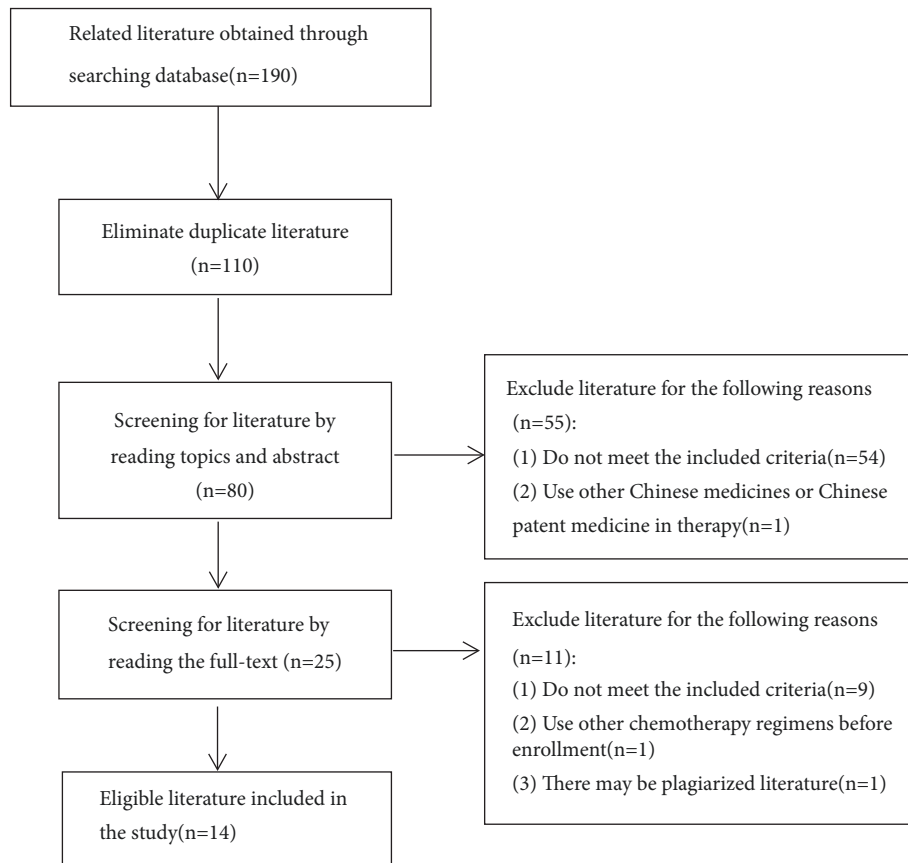 Related literature obtained through
searching database(n=190)
Eliminate duplicate literature
(n=110)
Screening for literature by
reading topics and abstract
(n=80)
Exclude literature for the following reasons
(n=55):
(1) Do not meet the included criteria(n=54)
(2) Use other Chinese medicines or Chinese
patent medicine in therapy(n=1)
Screening for literature by
reading the full-text (n=25)
Exclude literature for the following reasons
(n=11):
(1) Do not meet the included criteria(n=9)
(2) Use other chemotherapy regimens before
enrollment(n=1)
(3) There may be plagiarized literature(n=1)
Eligible literature included in
the study(n=14)